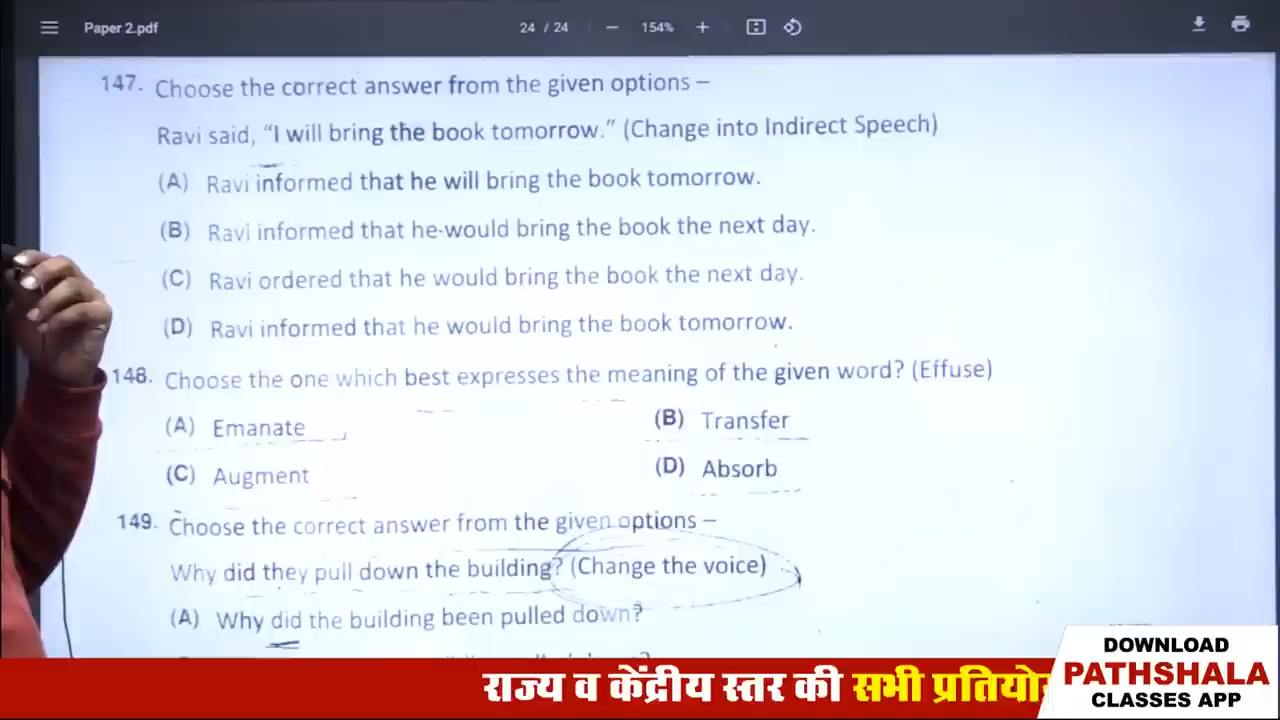 Paper 2.pdf
24 / 24
154%
147. Choose the correct answer from the given options –
Ravi said, “I will bring the book tomorrow.” (Change into Indirect Speech)
(A) Ravi informed that he will bring the book tomorrow.
(B) Ravi informed that he would bring the book the next day.
(C) Ravi ordered that he would bring the book the next day.
(D) Ravi informed that he would bring the book tomorrow.
148. Choose the one which best expresses the meaning of the given word? (Effuse)
(A) Emanate (B) Transfer
(C) Augment (D) Absorb
149. Choose the correct answer from the given options –
Why did they pull down the building? (Change the voice)
(A) Why did the building been pulled down?
राज्य व केंद्रीय स्तर की सभी
DOWNLOAD
PATHSHALA
CLASSES APP